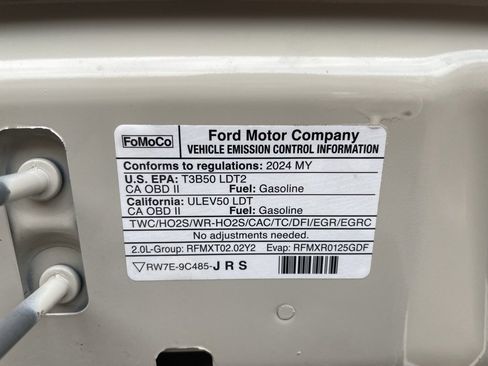 FoMoCo
Ford Motor Company
VEHICLE EMISSION CONTROL INFORMATION
Conforms to regulations: 2024 MY
U.S. EPA: T3B50 LDT2
CA OBD II Fuel: Gasoline
California: ULEV50 LDT
CA OBD II Fuel: Gasoline
TWC/HO2S/WR-HO2S/CAC/TC/DFI/EGR/EGRC
No adjustments needed.
2.0L-Group: RFMXT02.02Y2 Evap: RFMXR0125GDF
RW7E-9C485-JRS